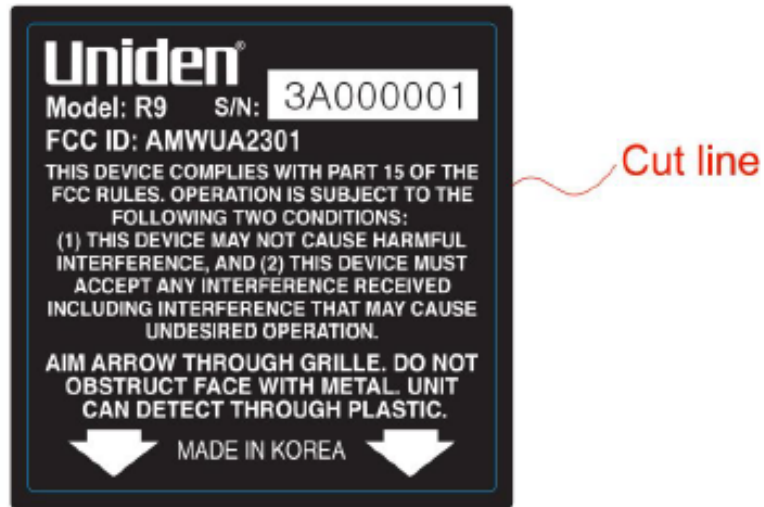 Uniden®
Model: R9 S/N: 3A000001
FCC ID: AMWUA2301
THIS DEVICE COMPLIES WITH PART 15 OF THE
FCC RULES. OPERATION IS SUBJECT TO THE
FOLLOWING TWO CONDITIONS:
(1) THIS DEVICE MAY NOT CAUSE HARMFUL
INTERFERENCE, AND (2) THIS DEVICE MUST
ACCEPT ANY INTERFERENCE RECEIVED
INCLUDING INTERFERENCE THAT MAY CAUSE
UNDESIRED OPERATION.
AIM ARROW THROUGH GRILLE. DO NOT
OBSTRUCT FACE WITH METAL. UNIT
CAN DETECT THROUGH PLASTIC.
MADE IN KOREA
Cut line